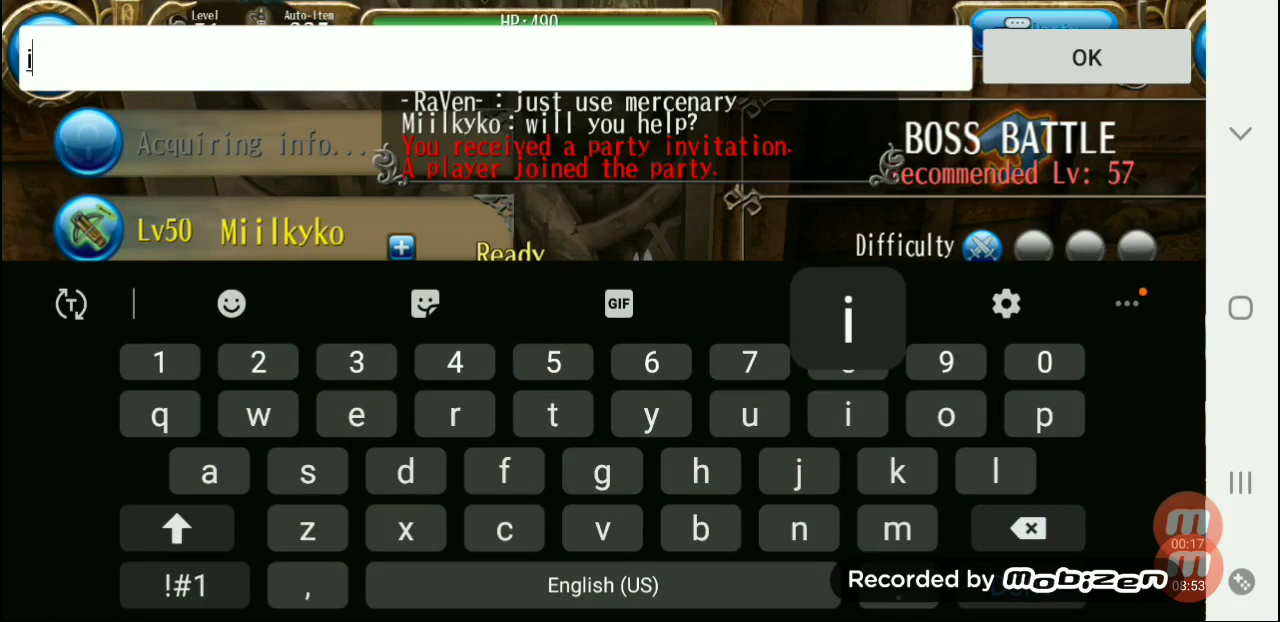 Level
Auto-Item
HP:490
i
OK
-RaVen- : just use mercenary
Miilkyko: will you help?
You received a party invitation.
A player joined the party.
Acquiring info...
BOSS BATTLE
ecommended Lv: 57
Lv50 Miilkyko
Ready
Difficulty
GIF
i
1 2 3 4 5 6 7 9 0
q w e r t y u i o p
a s d f g h j k l
z x c v b n m
!#1 , English (US)
00:17
Recorded by mobizen